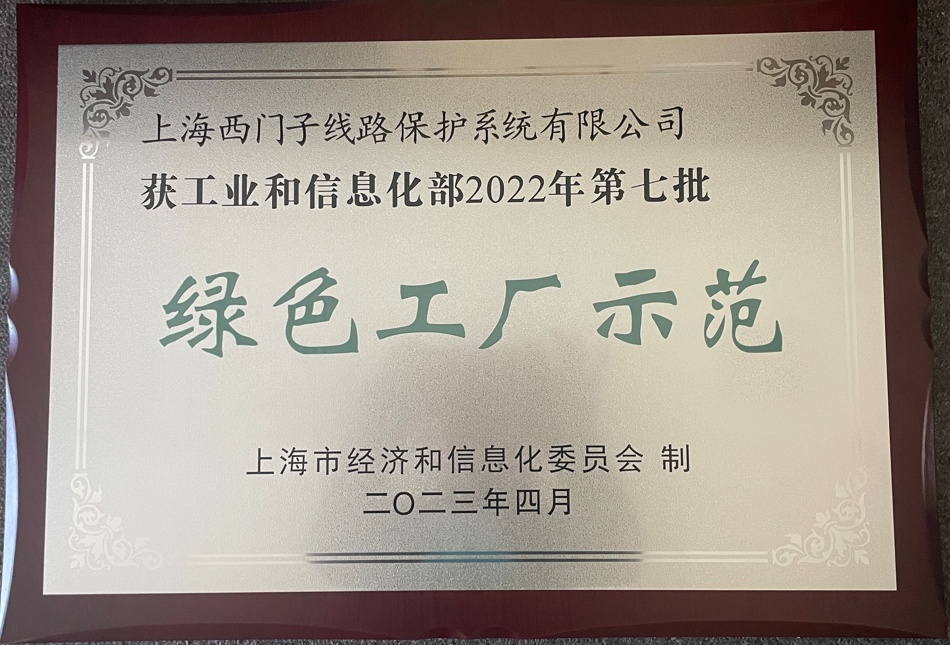 上海西门子线路保护系统有限公司
获工业和信息化部2022年第七批
绿色工厂示范
上海市经济和信息化委员会 制
二〇二三年四月